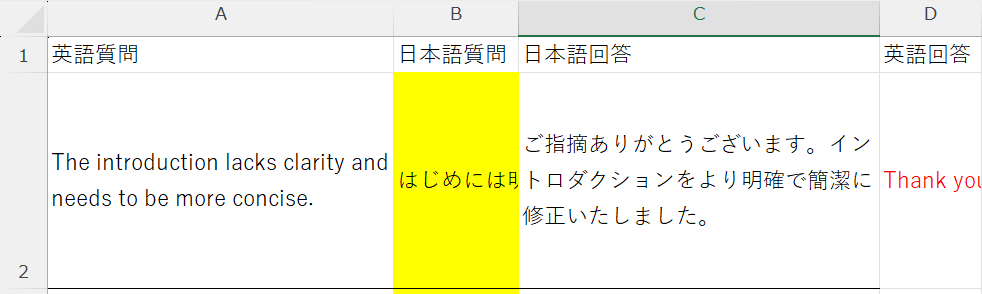 A B C D
1 英語質問 日本語質問 日本語回答 英語回答
The introduction lacks clarity and
needs to be more concise.
はじめには
ご指摘ありがとうございます。イン
トロダクションをより明確で簡潔に
修正いたしました。
Thank you
2